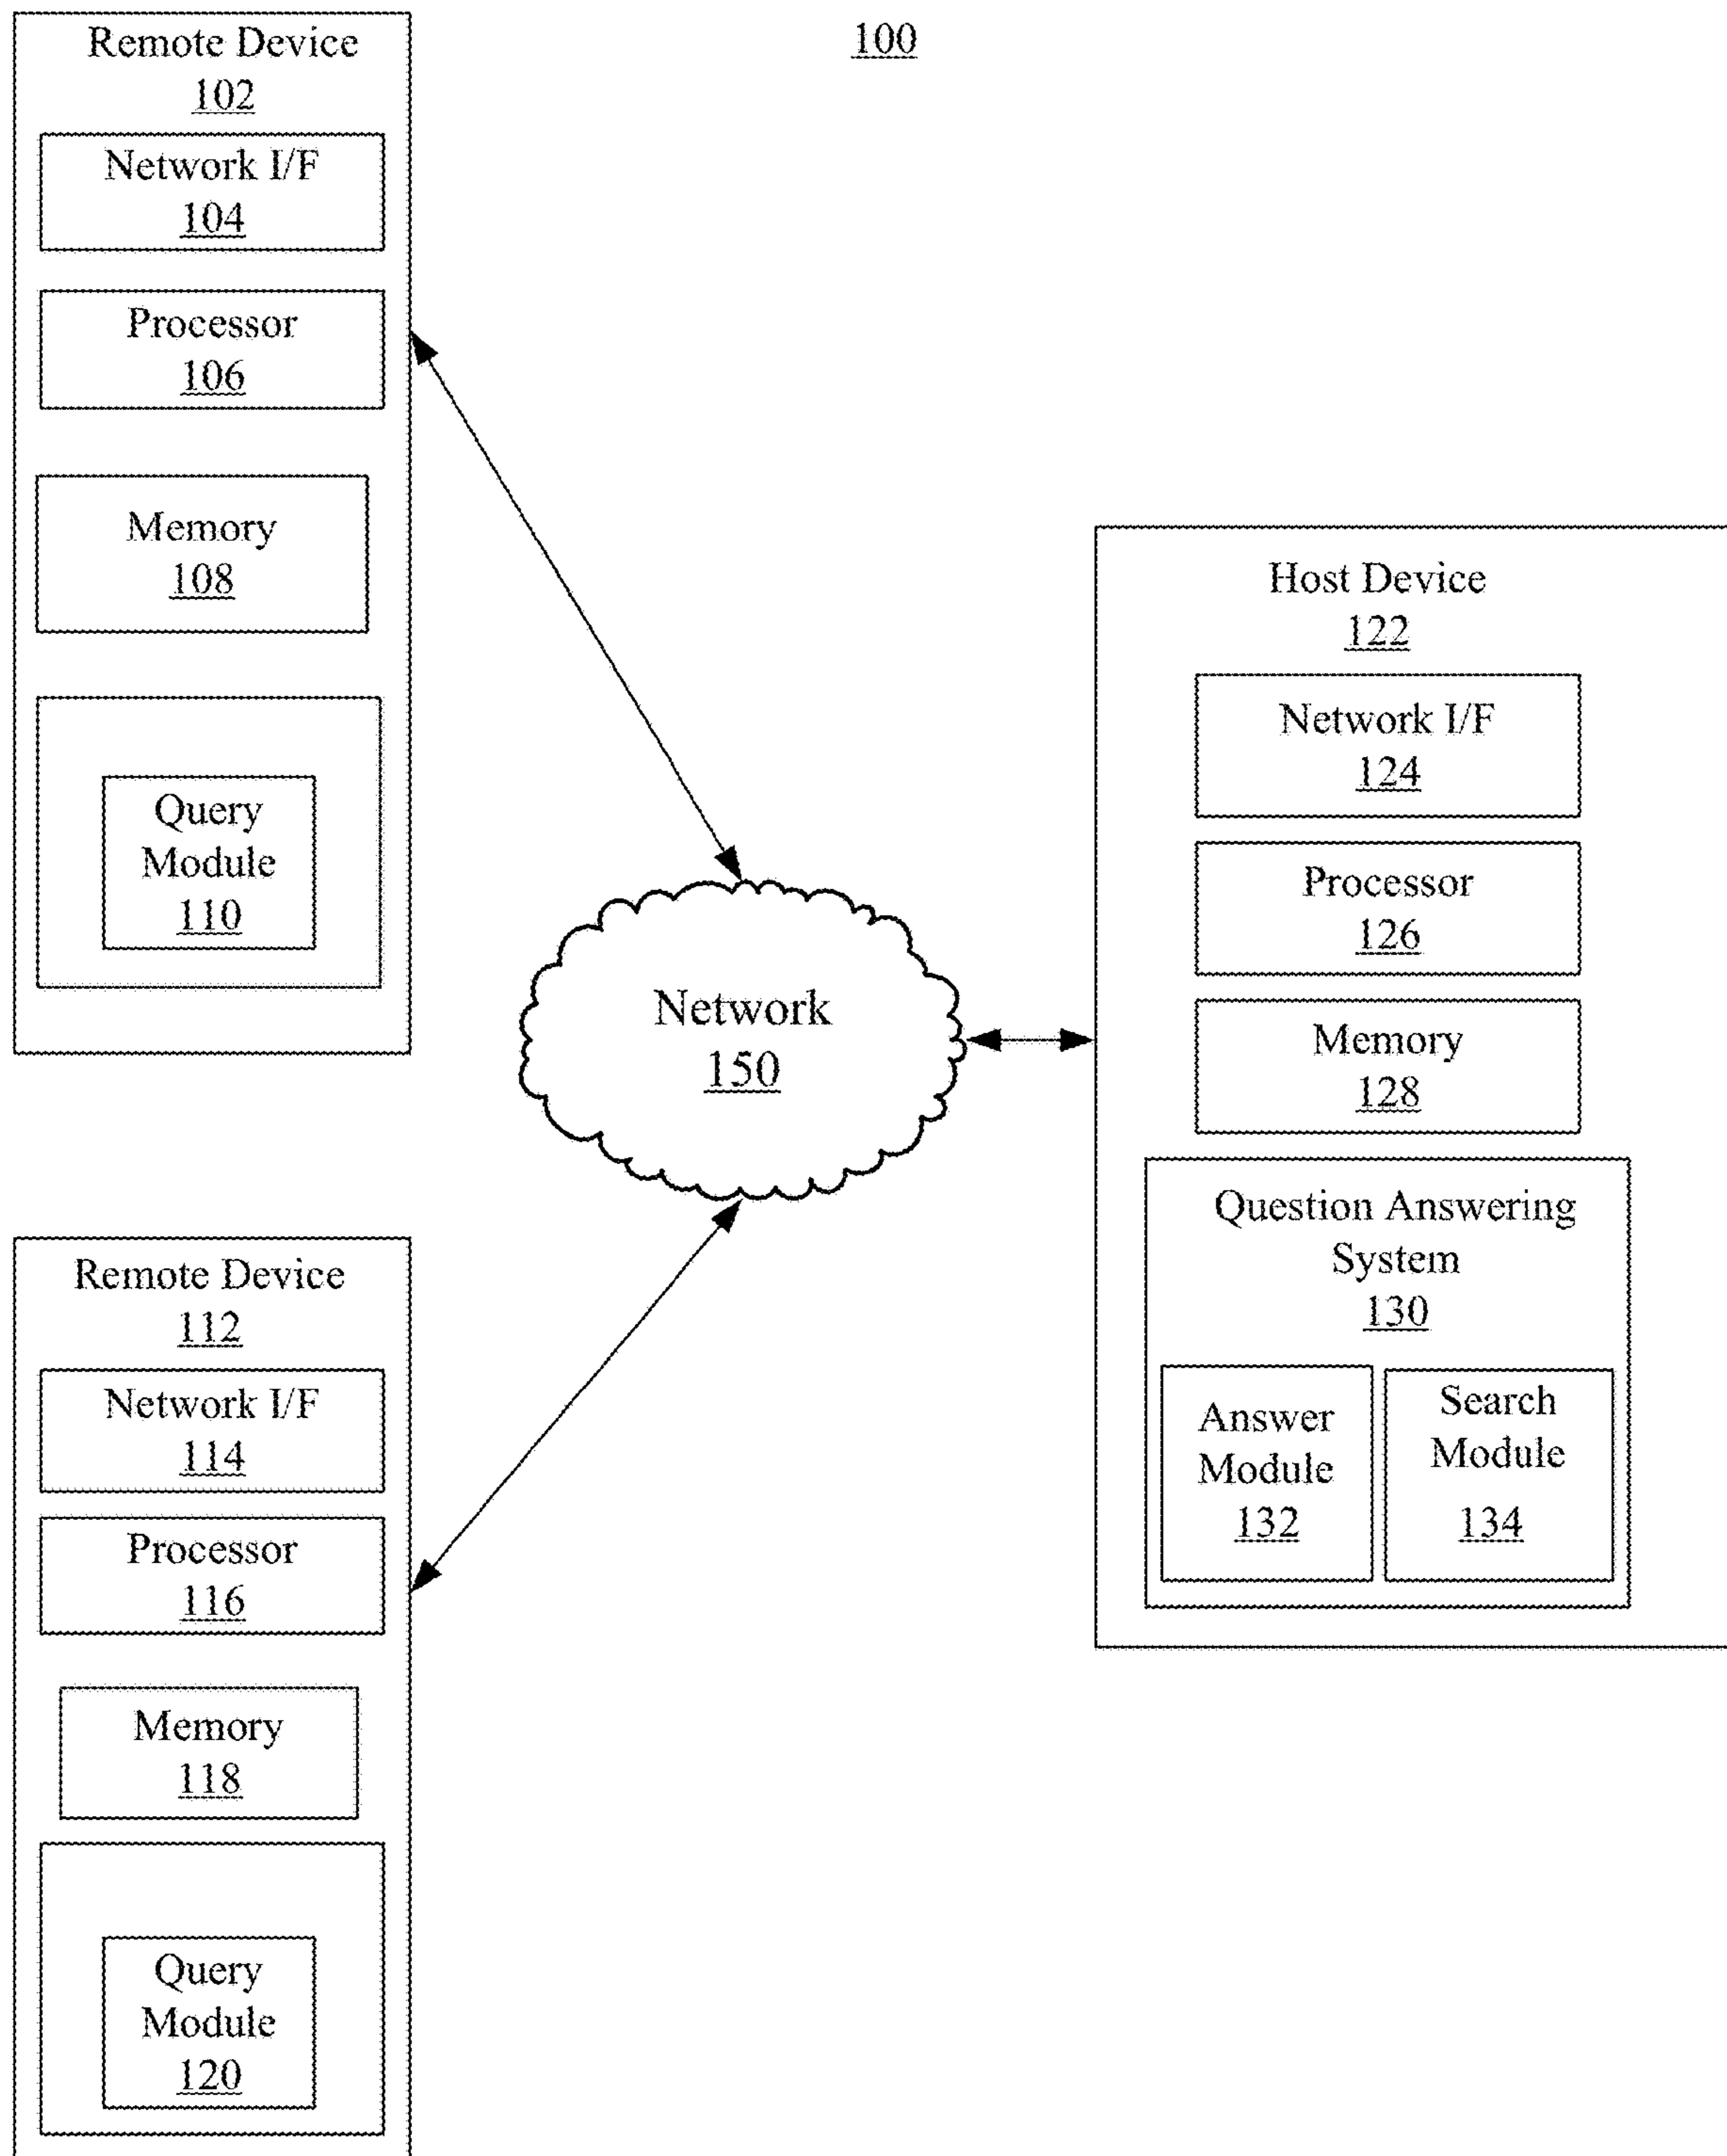 100
Remote Device
102
Network I/F
104
Processor
106
Memory
108
Query
Module
110
Network
150
Remote Device
112
Network I/F
114
Processor
116
Memory
118
Query
Module
120
Host Device
122
Network I/F
124
Processor
126
Memory
128
Question Answering
System
130
Answer
Module
132
Search
Module
134